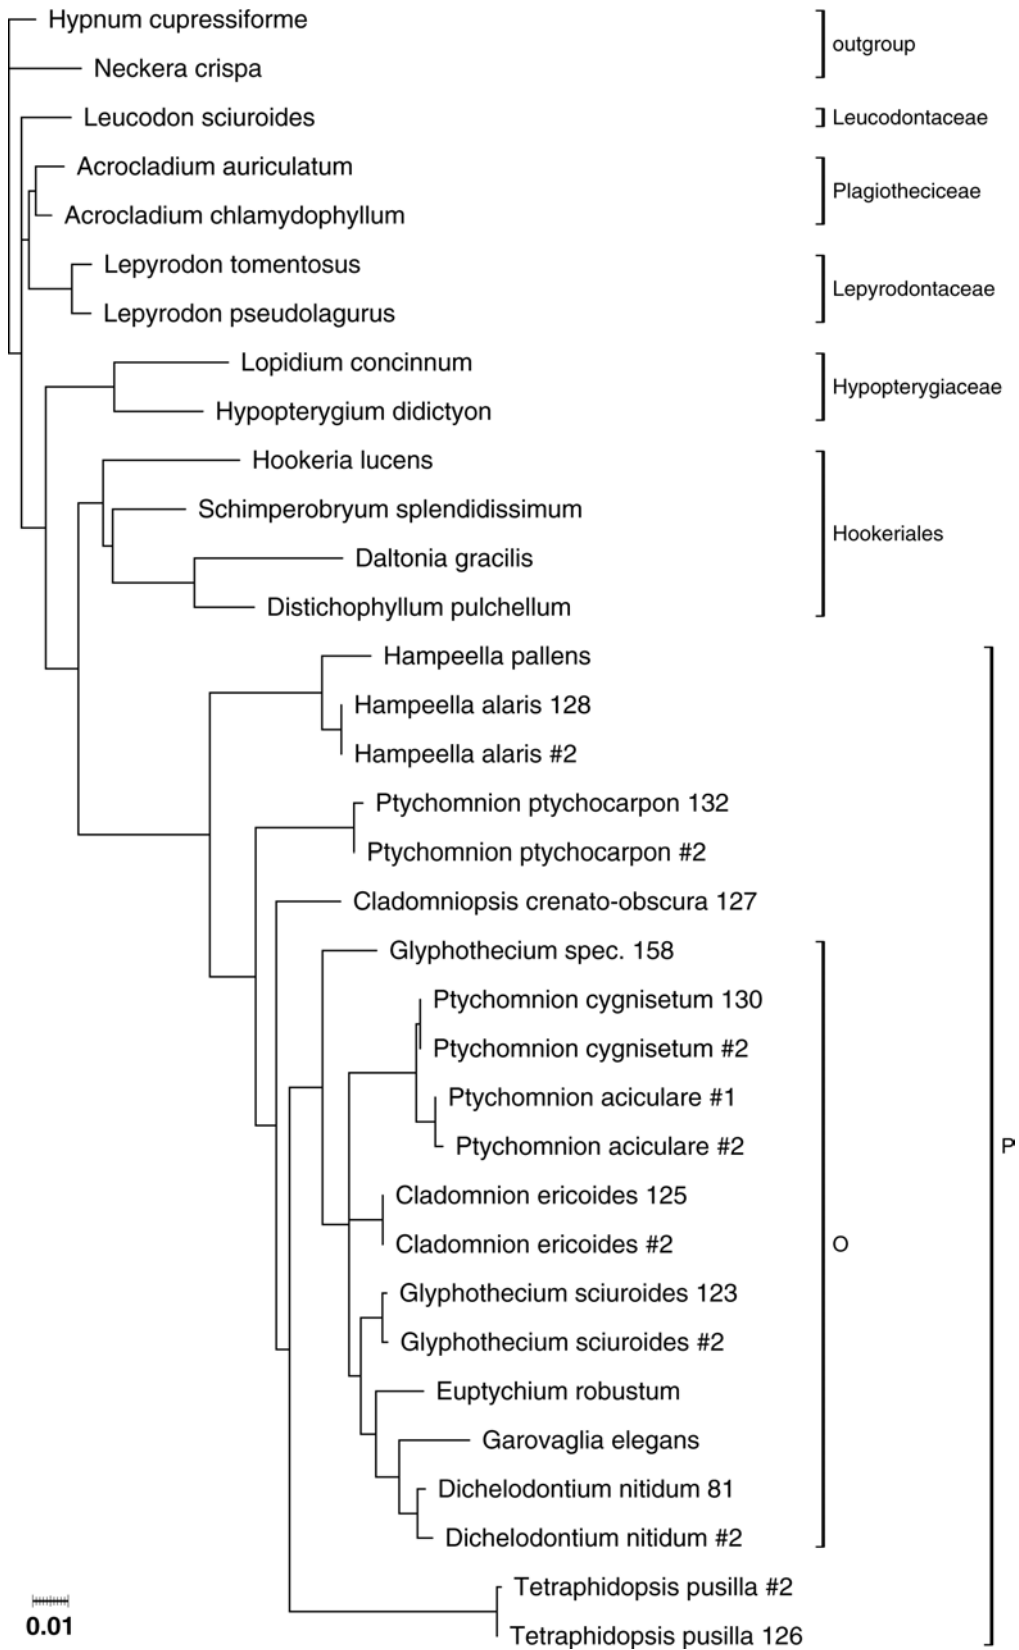 Hypnum cupressiforme
outgroup
Neckera crispa
Leucodon sciuroides
Leucodontaceae
Acrocladium auriculatum
Plagiotheciceae
Acrocladium chlamydophyllum
Lepyrodon tomentosus
Lepyrodontaceae
Lepyrodon pseudolagurus
Lopidium concinnum
Hypopterygiaceae
Hypopterygium didictyon
Hookeria lucens
Schimperobryum splendidissimum
Hookeriales
Daltonia gracilis
Distichophyllum pulchellum
Hampeella pallens
Hampeella alaris 128
Hampeella alaris #2
Ptychomnion ptychocarpon 132
Ptychomnion ptychocarpon #2
Cladomniopsis crenato-obscura 127
Glyphothecium spec. 158
Ptychomnion cygnisetum 130
Ptychomnion cygnisetum #2
Ptychomnion aciculare #1
Ptychomnion aciculare #2
P
Cladomnion ericoides 125
Cladomnion ericoides #2
O
Glyphothecium sciuroides 123
Glyphothecium sciuroides #2
Euptychium robustum
Garovaglia elegans
Dichelodontium nitidum 81
Dichelodontium nitidum #2
Tetraphidopsis pusilla #2
0.01
Tetraphidopsis pusilla 126